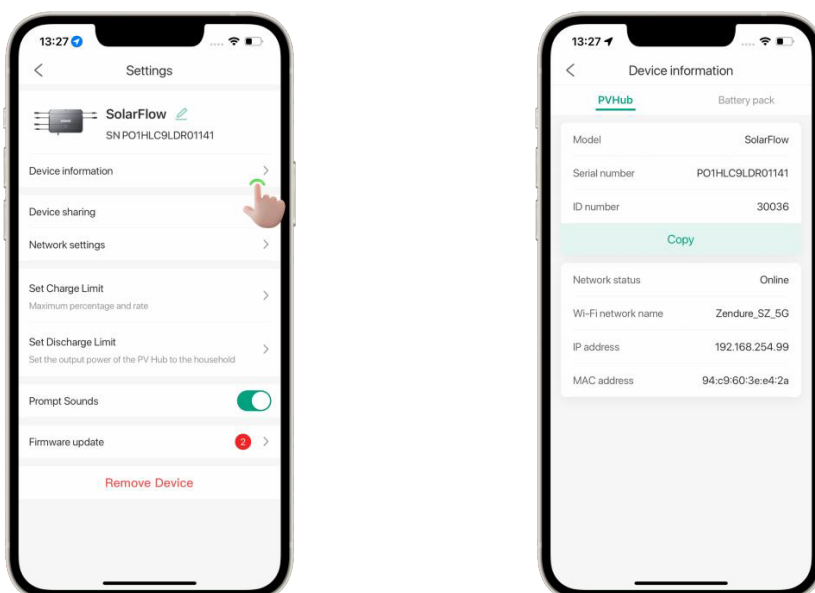 13:27
Settings
SolarFlow
SN PO1HLC9LDR01141
Device information
Device sharing
Network settings
Set Charge Limit
Maximum percentage and rate
Set Discharge Limit
Set the output power of the PV Hub to the household
Prompt Sounds
Firmware update 2
Remove Device
13:27
Device information
PVHub Battery pack
Model SolarFlow
Serial number PO1HLC9LDR01141
ID number 30036
Copy
Network status Online
Wi-Fi network name Zendure_SZ_5G
IP address 192.168.254.99
MAC address 94:c9:60:3e:e4:2a